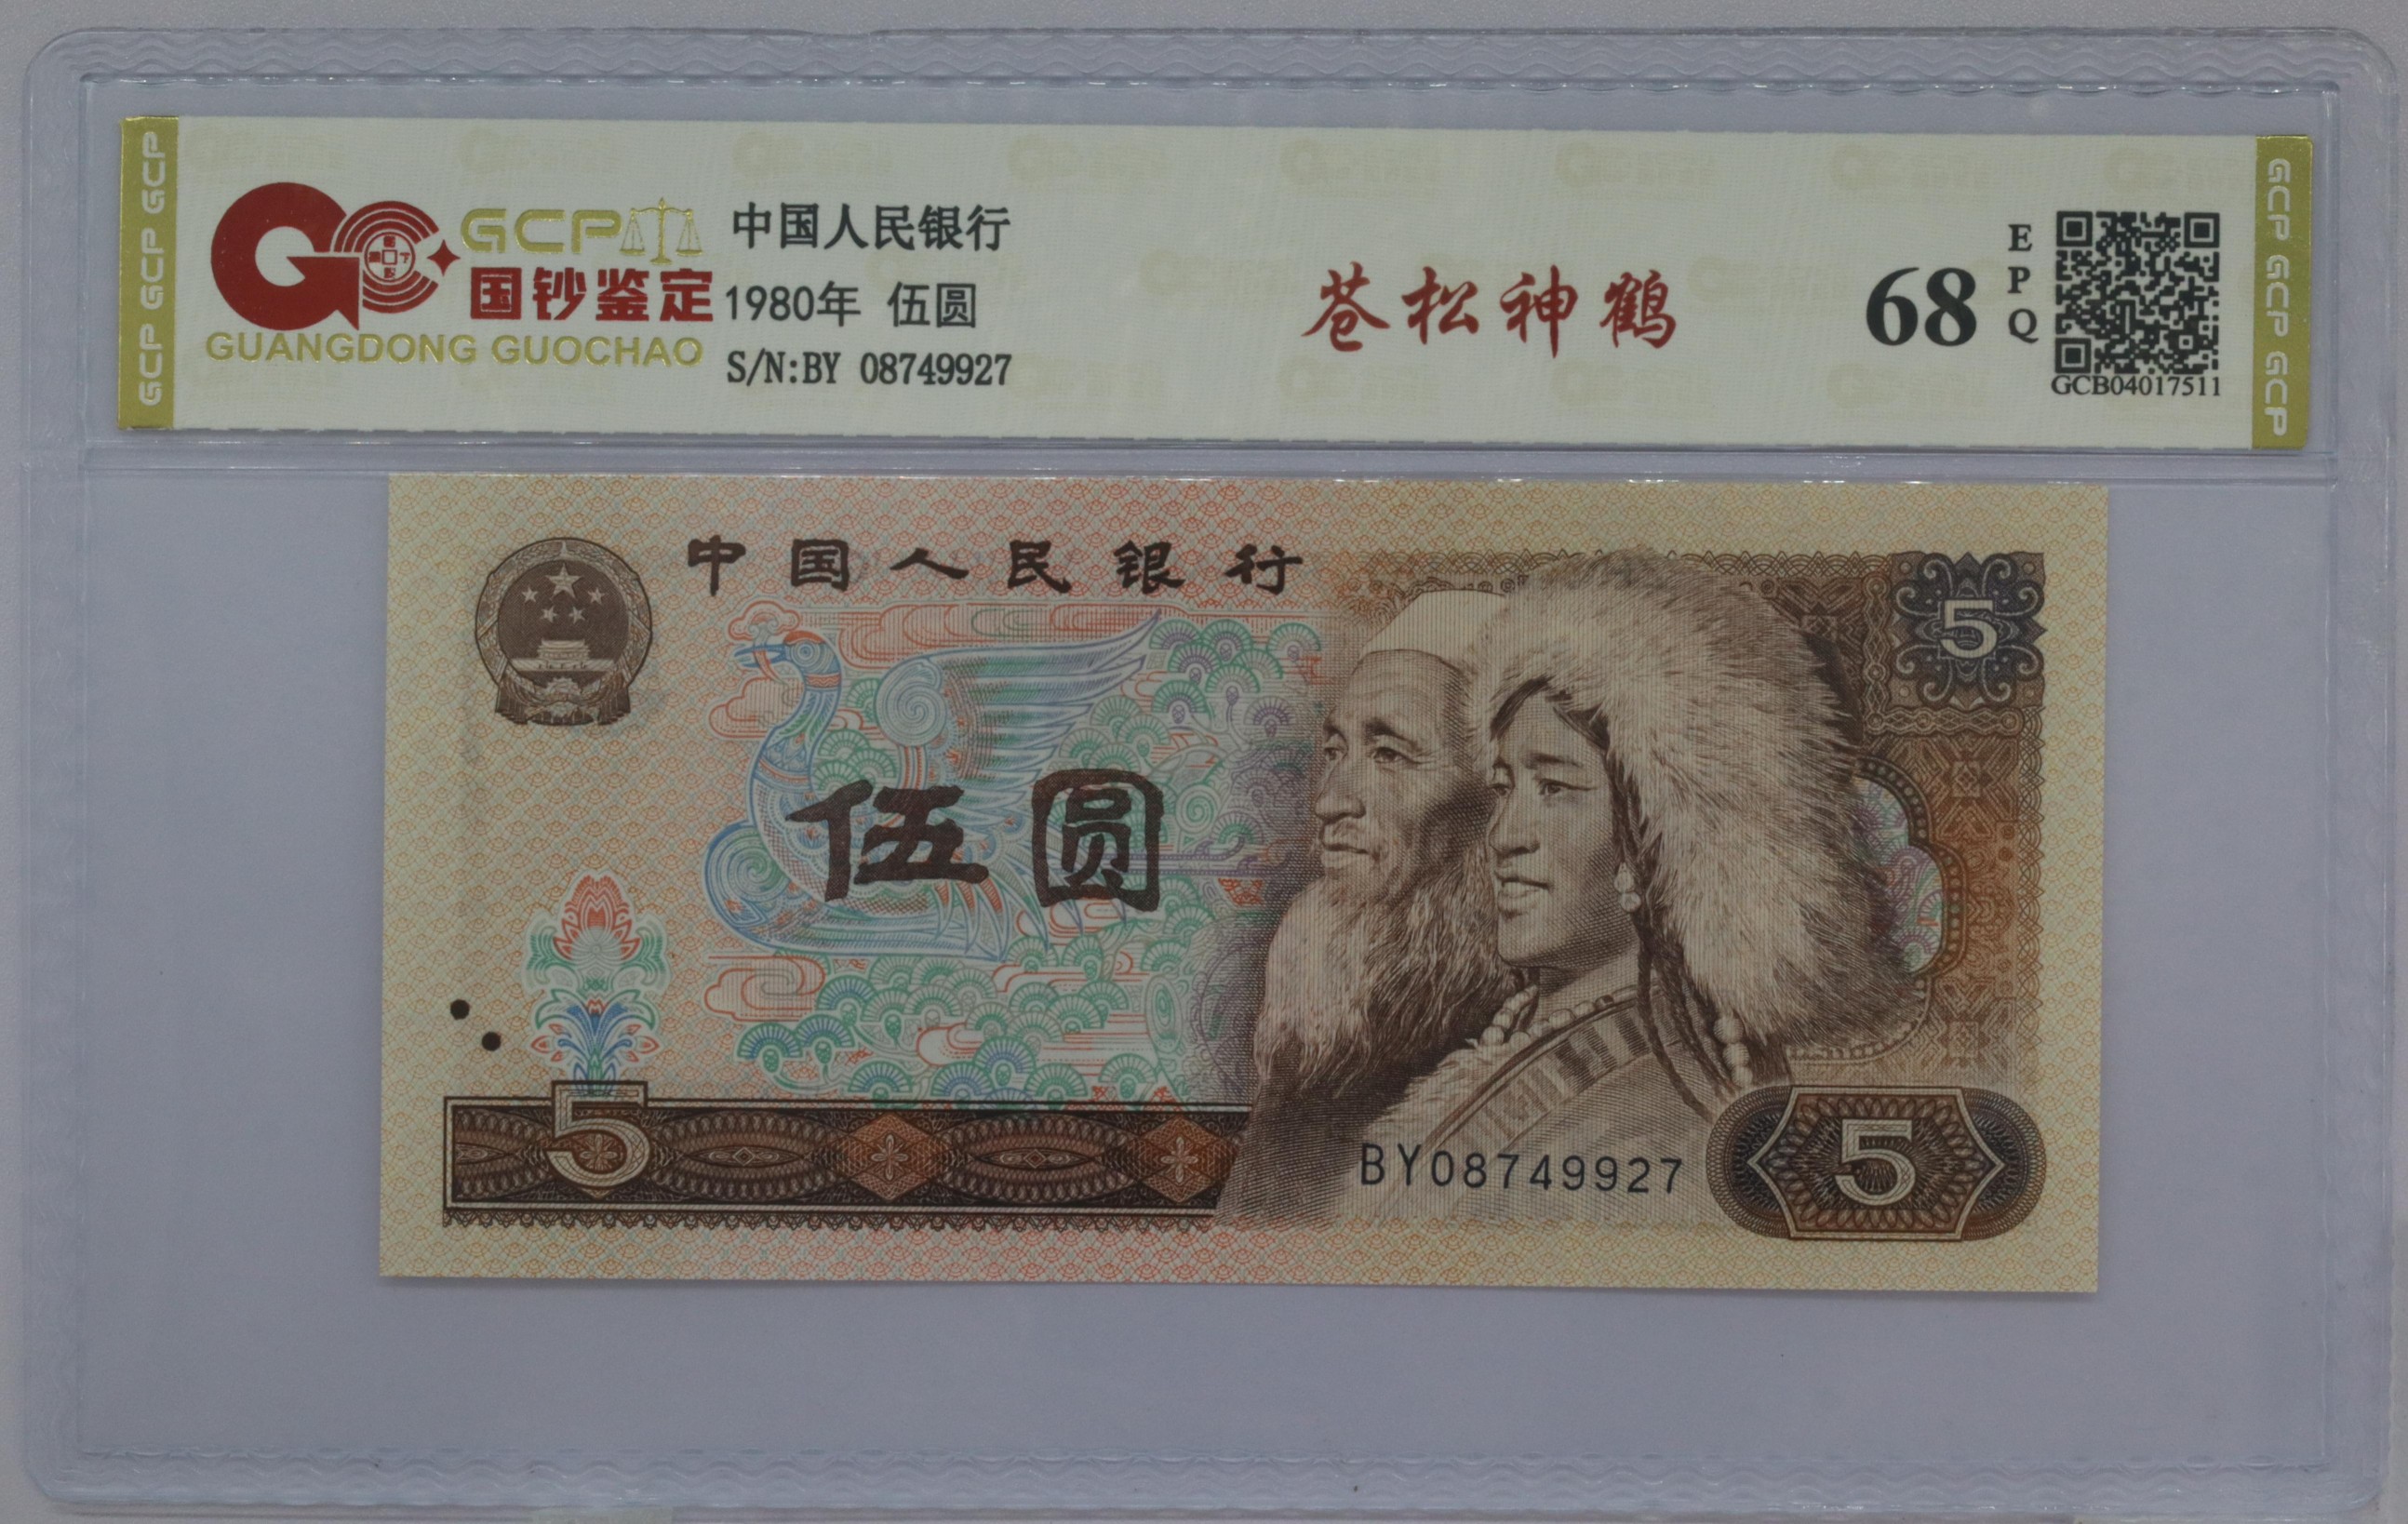 GCP GCP GCP
GCP
国钞鉴定
GUANGDONG GUOCHAO
中国人民银行
1980年 伍圆
S/N:BY 08749927
苍松神鹤
68
EPQ
GCB04017511
GCP GCP GCP
中国人民银行
5
伍圆
5
BY08749927
5